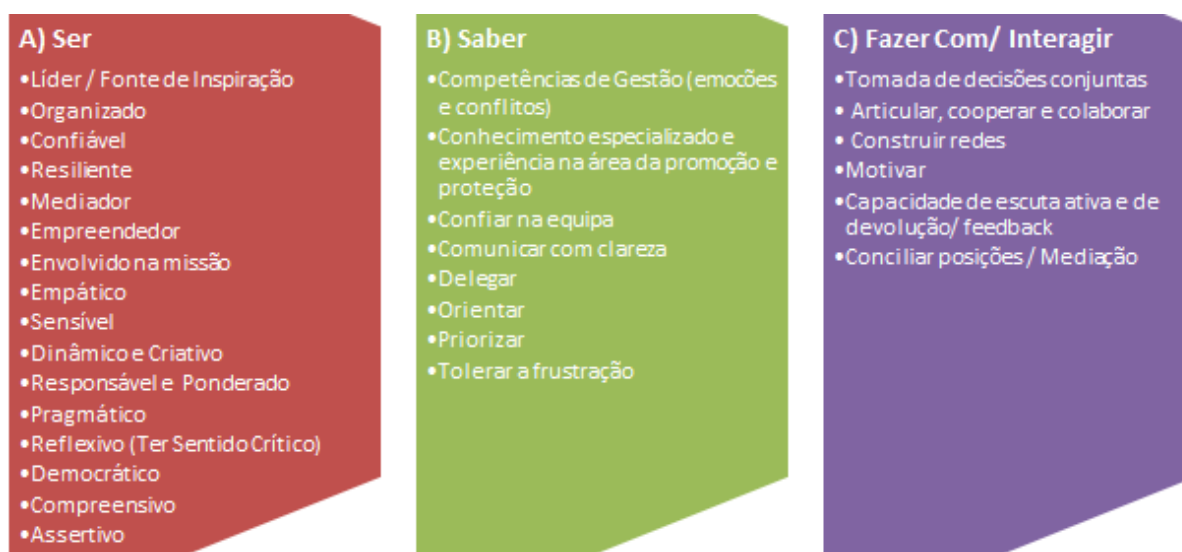 A) Ser
•Líder / Fonte de Inspiração
•Organizado
•Confiável
•Resiliente
•Mediador
•Empreendedor
•Envolvido na missão
•Empático
•Sensível
•Dinâmico e Criativo
•Responsável e Ponderado
•Pragmático
•Reflexivo (Ter Sentido Crítico)
•Democrático
•Compreensivo
•Assertivo
B) Saber
•Competências de Gestão (emocões
e conflitos)
•Conhecimento especializado e
experiência na área da promoção e
proteção
•Confiar na equipa
•Comunicar com clareza
•Delegar
•Orientar
•Priorizar
•Tolerar a frustração
C) Fazer Com/ Interagir
•Tomada de decisões conjuntas
• Articular, cooperar e colaborar
• Construir redes
•Motivar
•Capacidade de escuta ativa e de
devolução/ feedback
•Conciliar posições / Mediação